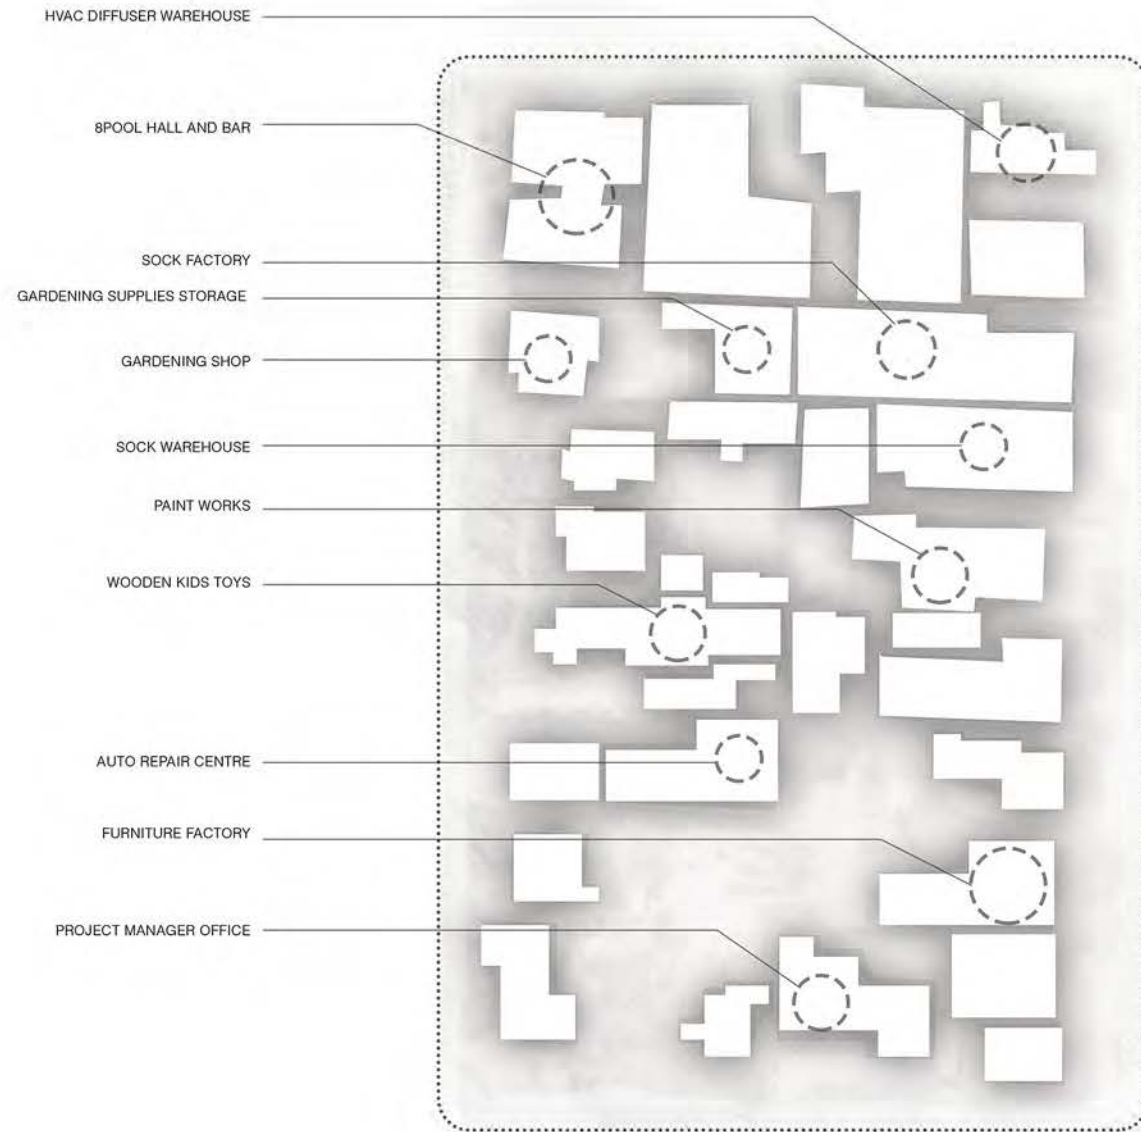 HVAC DIFFUSER WAREHOUSE
8POOL HALL AND BAR
SOCK FACTORY
GARDENING SUPPLIES STORAGE
GARDENING SHOP
SOCK WAREHOUSE
PAINT WORKS
WOODEN KIDS TOYS
AUTO REPAIR CENTRE
FURNITURE FACTORY
PROJECT MANAGER OFFICE